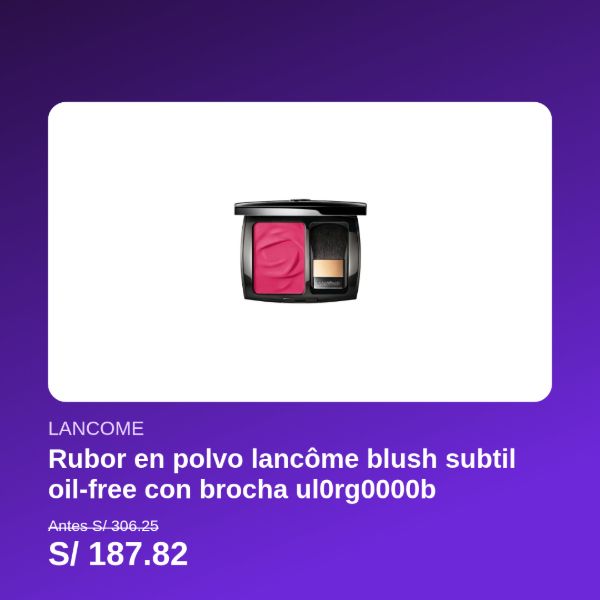 LANCOME
Rubor en polvo lancôme blush subtil
oil-free con brocha ul0rg0000b
Antes S/ 306.25
S/ 187.82